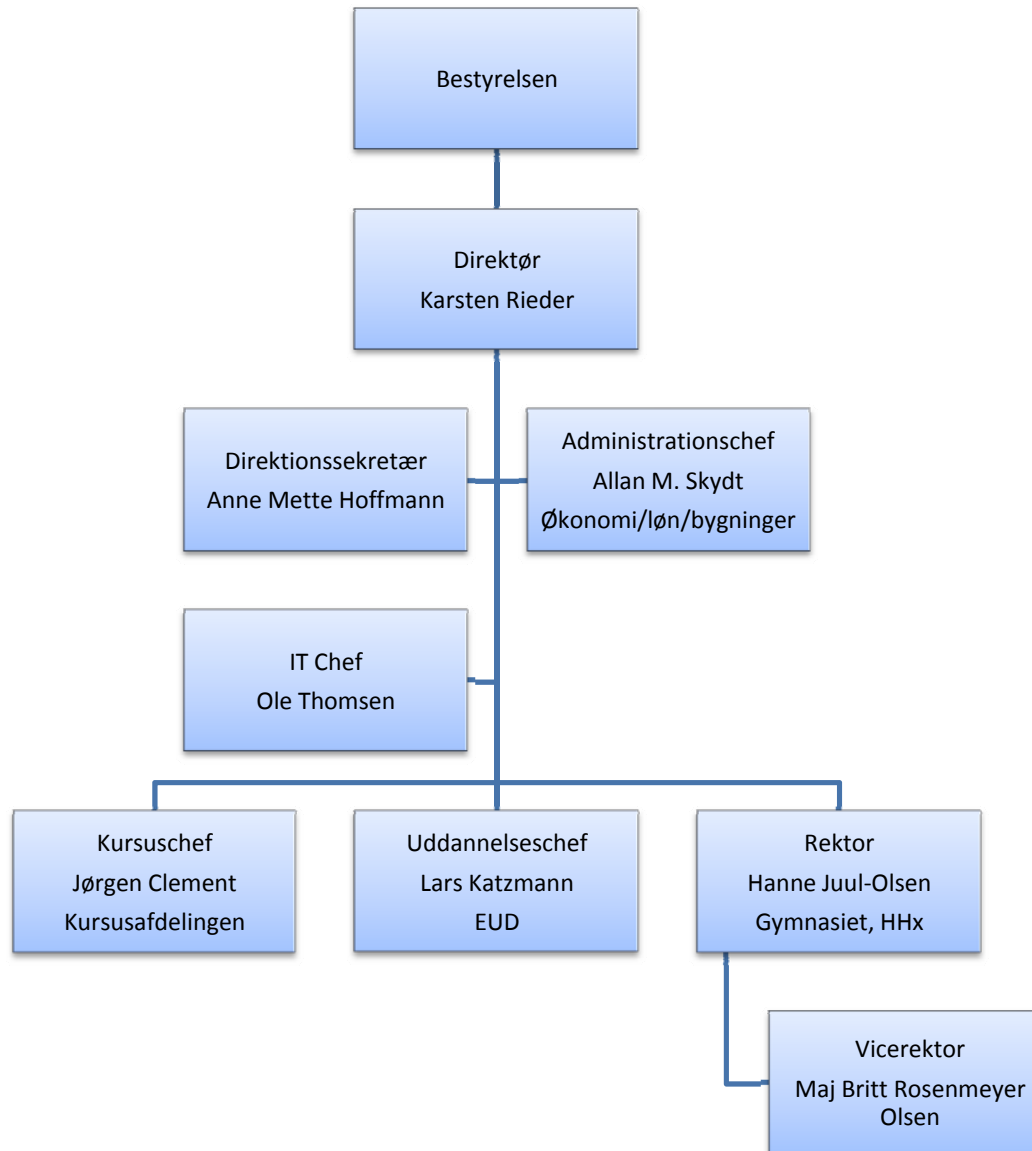 Bestyrelsen
Direktør
Karsten Rieder
Direktionssekretær
Anne Mette Hoffmann
Administrationschef
Allan M. Skydt
Økonomi/løn/bygninger
IT Chef
Ole Thomsen
Kursuschef
Jørgen Clement
Kursusafdelingen
Uddannelseschef
Lars Katzmann
EUD
Rektor
Hanne Juul-Olsen
Gymnasiet, HHx
Vicerektor
Maj Britt Rosenmeyer
Olsen